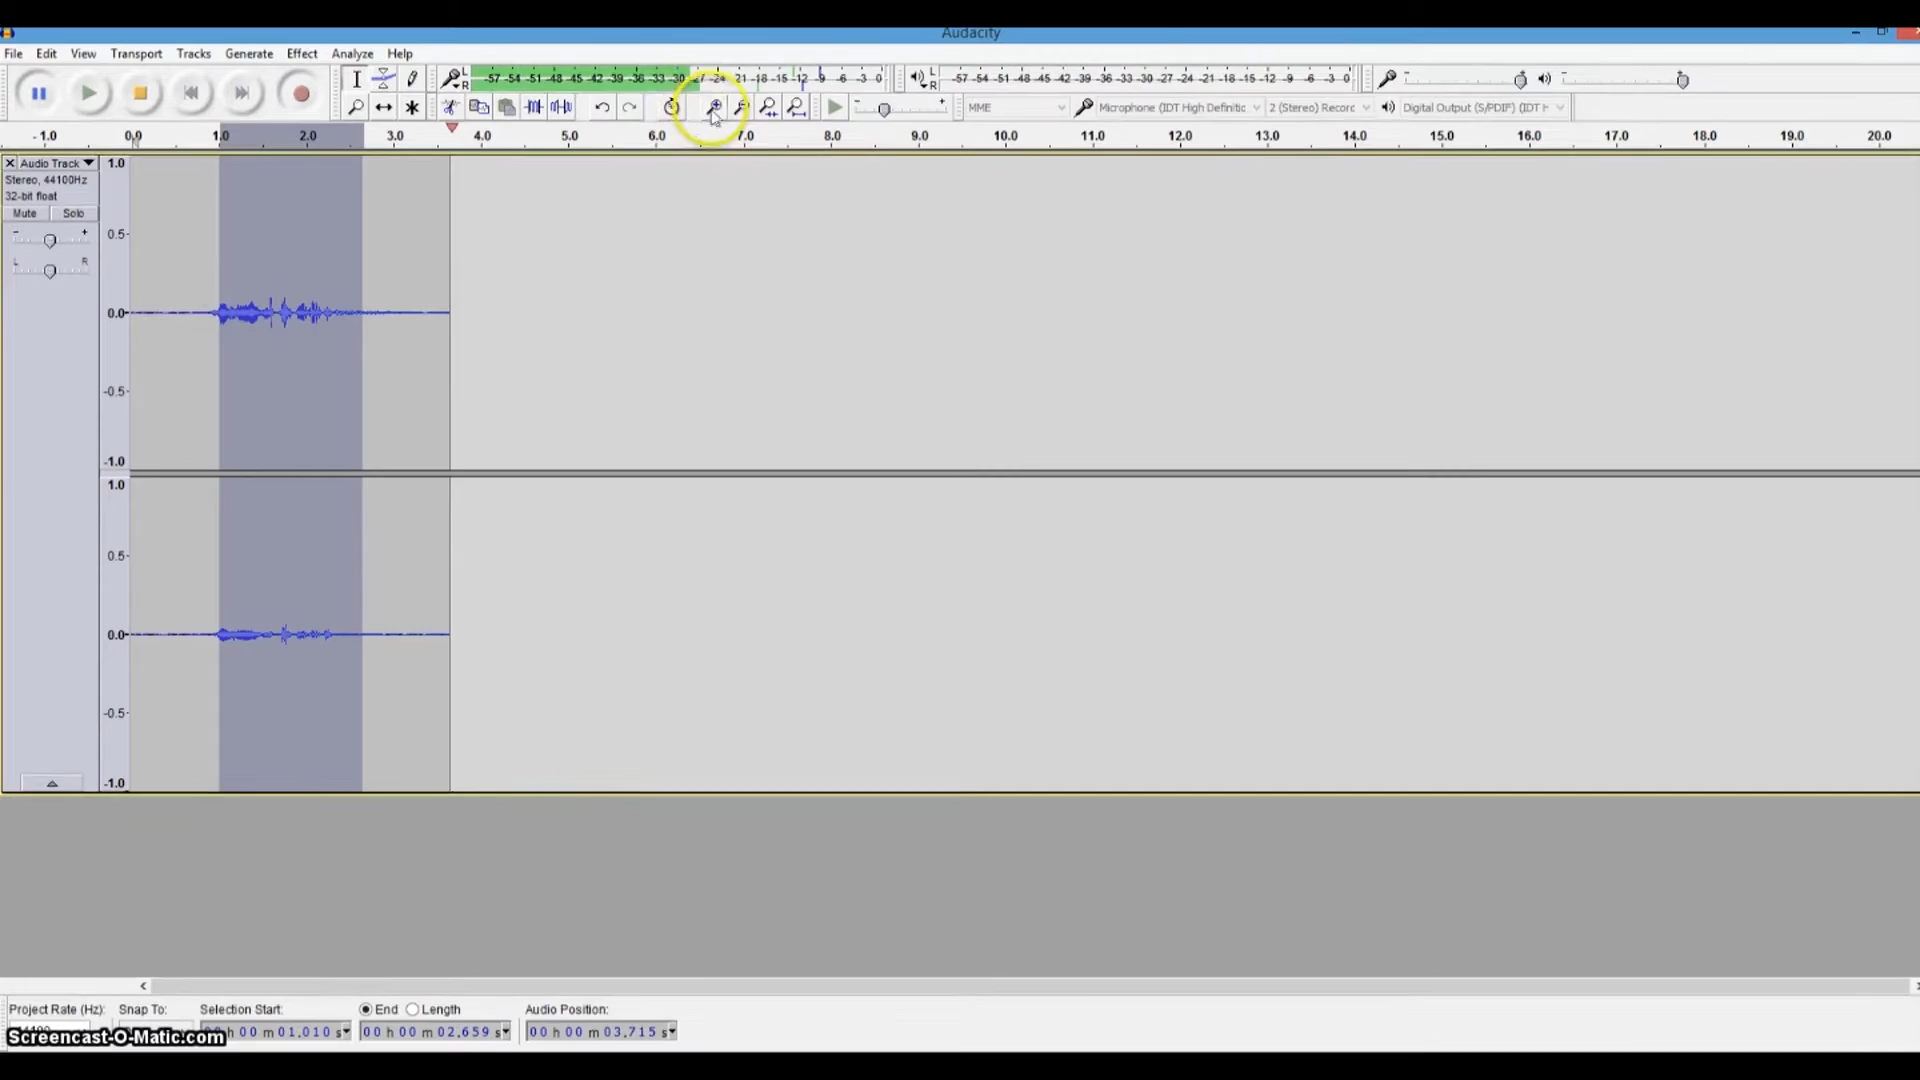 Audacity
File Edit View Transport Tracks Generate Effect Analyze Help
L R -57 -54 -51 -48 -45 -42 -39 -36 -33 -30 -27 -24 -21 -18 -15 -12 -9 -6 -3 0 L R -57 -54 -51 -48 -45 -42 -39 -36 -33 -30 -27 -24 -21 -18 -15 -12 -9 -6 -3 0
MME Microphone (IDT High Definitic 2 (Stereo) Recorc Digital Output (S/PDIF) (IDT H
-1.0 0.0 1.0 2.0 3.0 4.0 5.0 6.0 7.0 8.0 9.0 10.0 11.0 12.0 13.0 14.0 15.0 16.0 17.0 18.0 19.0 20.0
Audio Track 1.0
Stereo, 44100Hz
32-bit float
Mute Solo
- + 0.5
L R
0.0
-0.5
-1.0
1.0
0.5
0.0
-0.5
-1.0
Project Rate (Hz): Snap To: Selection Start: End Length Audio Position:
h 00 m 01.010 s 00 h 00 m 02.659 s 00 h 00 m 03.715 s
Screencast-O-Matic.com